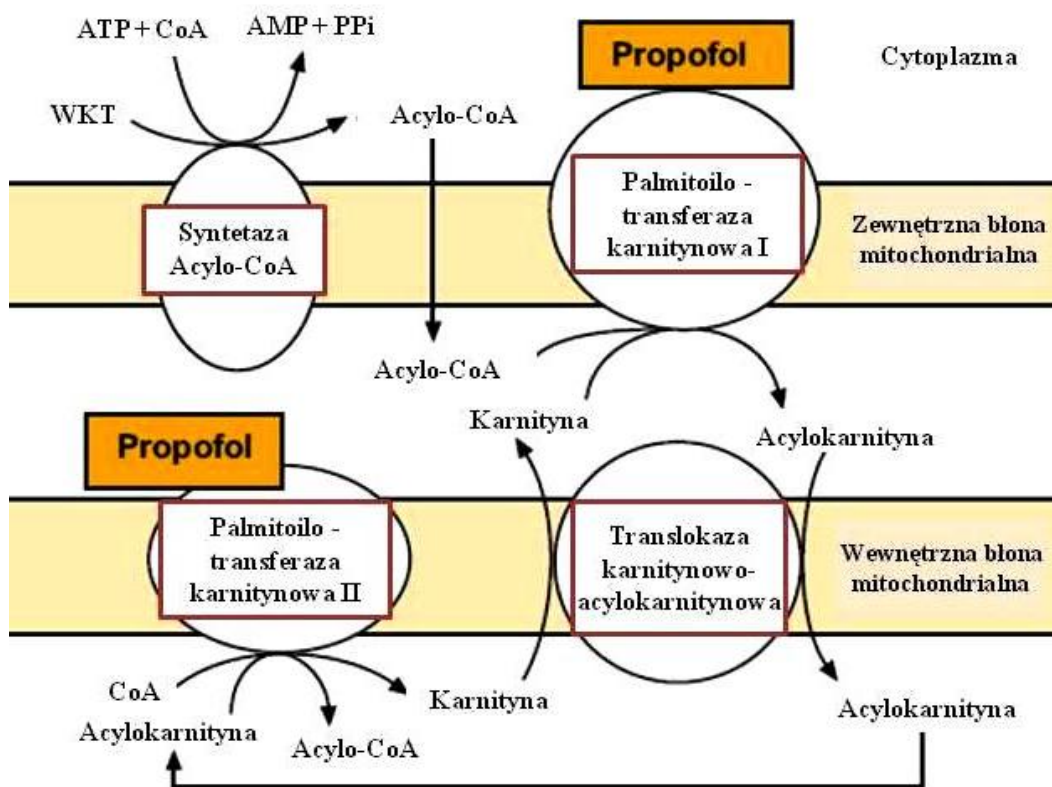 ATP + CoA
AMP + PPi
Propofol
Cytoplazma
WKT
Acylo-CoA
Palmitoilo -
transferaza
karnitynowa I
Syntetaza
Acylo-CoA
Zewnętrzna błona
mitochondrialna
Acylo-CoA
Karnityna
Acylokarnityna
Propofol
Palmitoilo -
transferaza
karnitynowa II
Translokaza
karnitynowo-
acylokarnitynowa
Wewnętrzna błona
mitochondrialna
CoA
Acylokarnityna
Acylo-CoA
Karnityna
Acylokarnityna